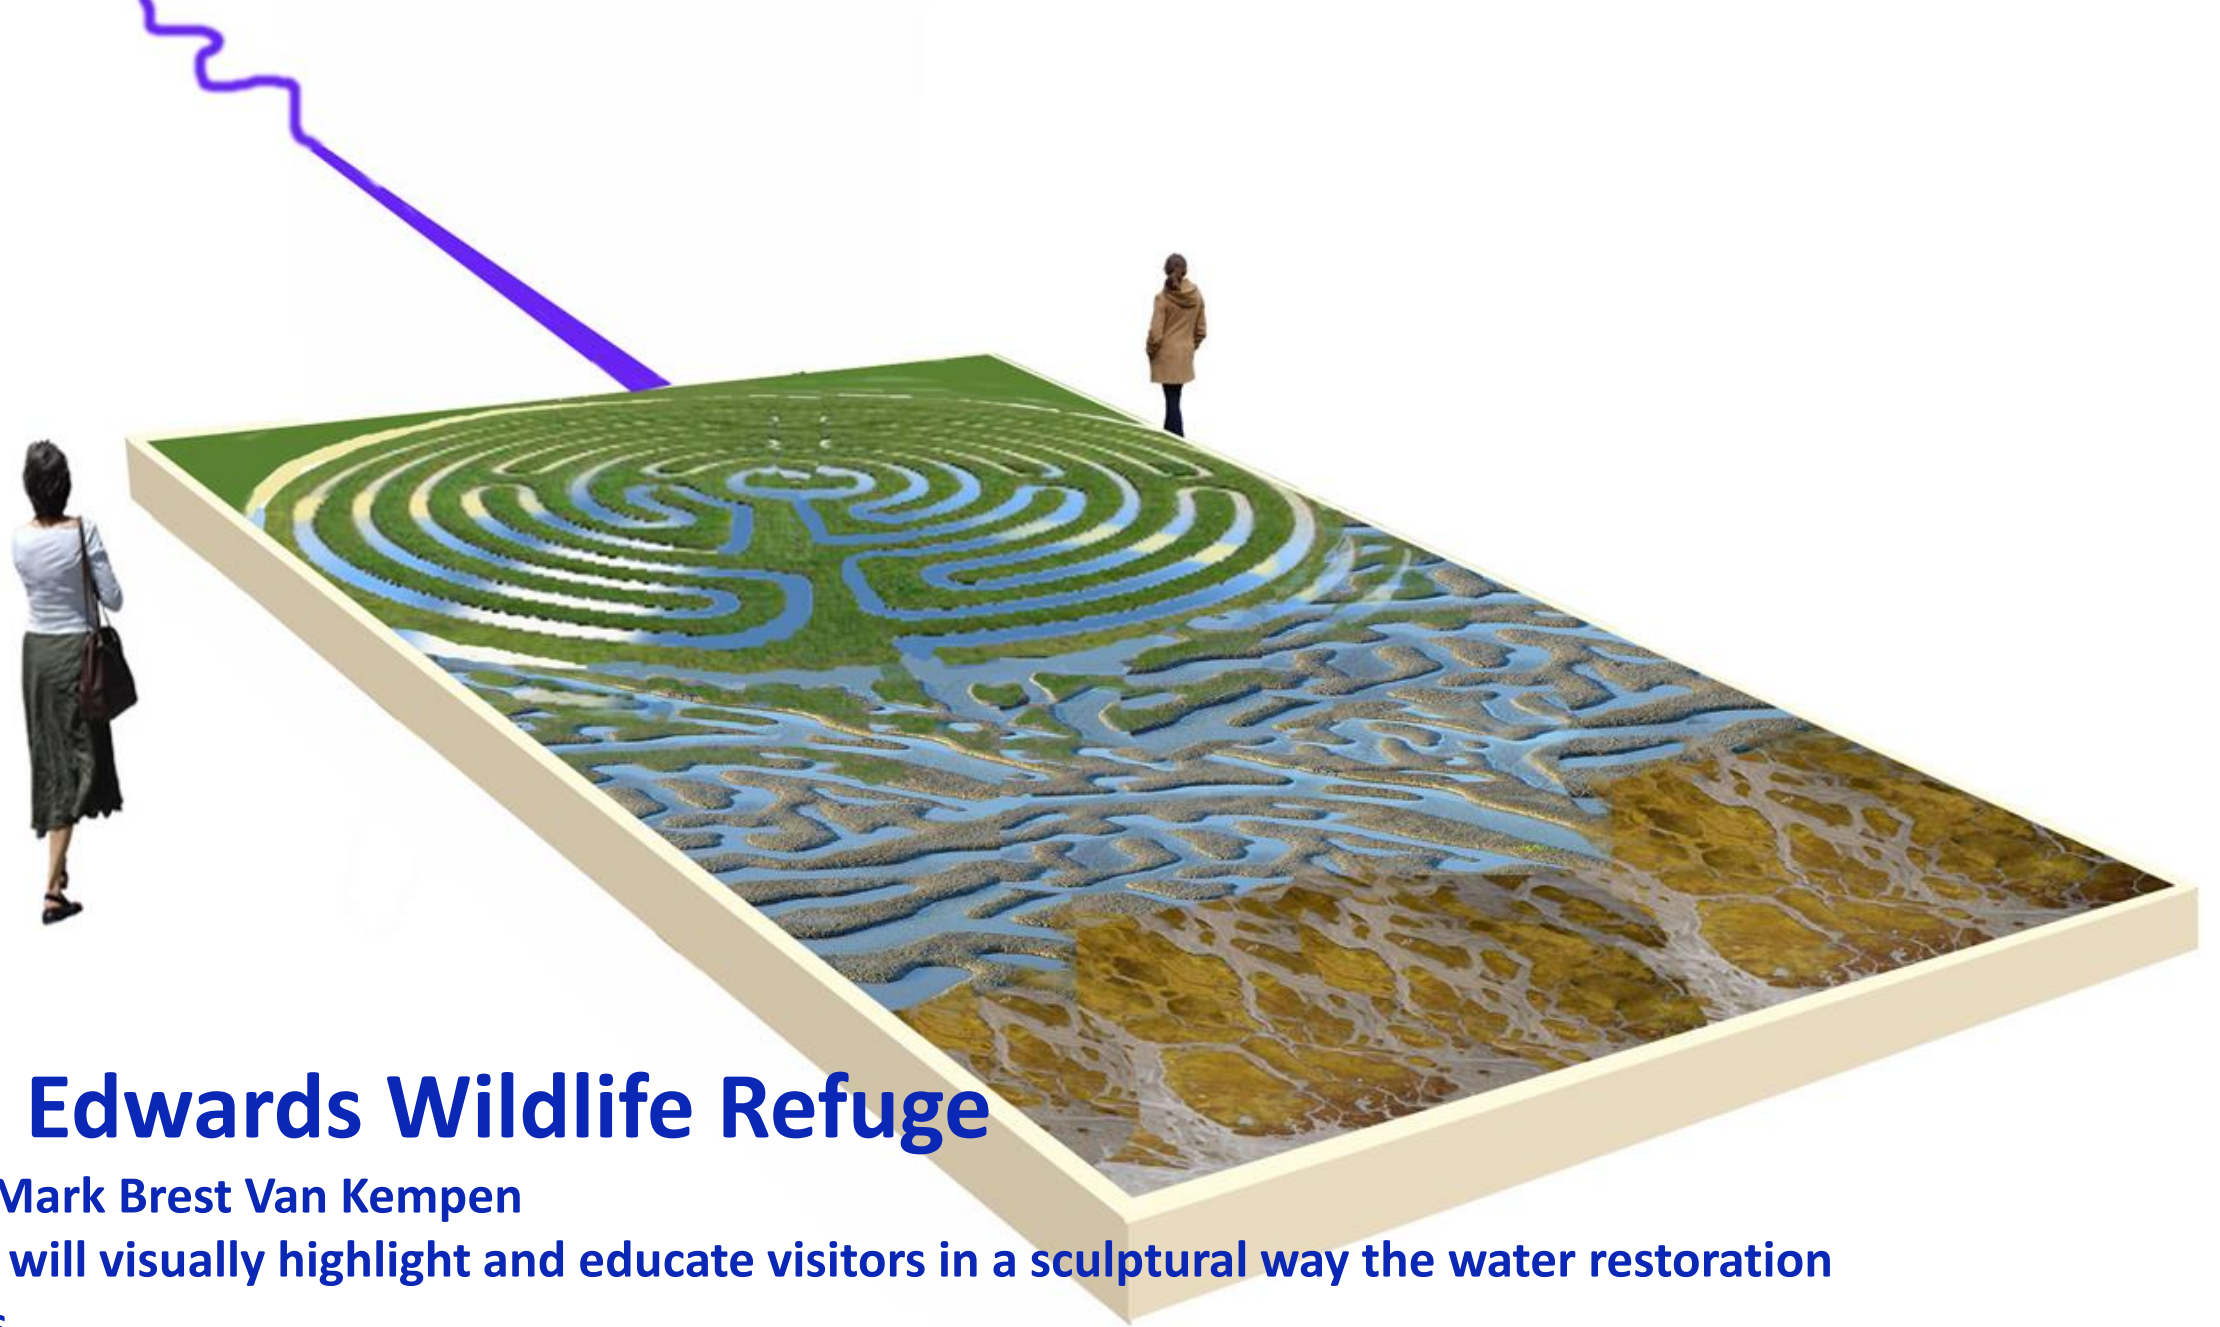 Edwards Wildlife Refuge
Mark Brest Van Kempen
will visually highlight and educate visitors in a sculptural way the water restoration